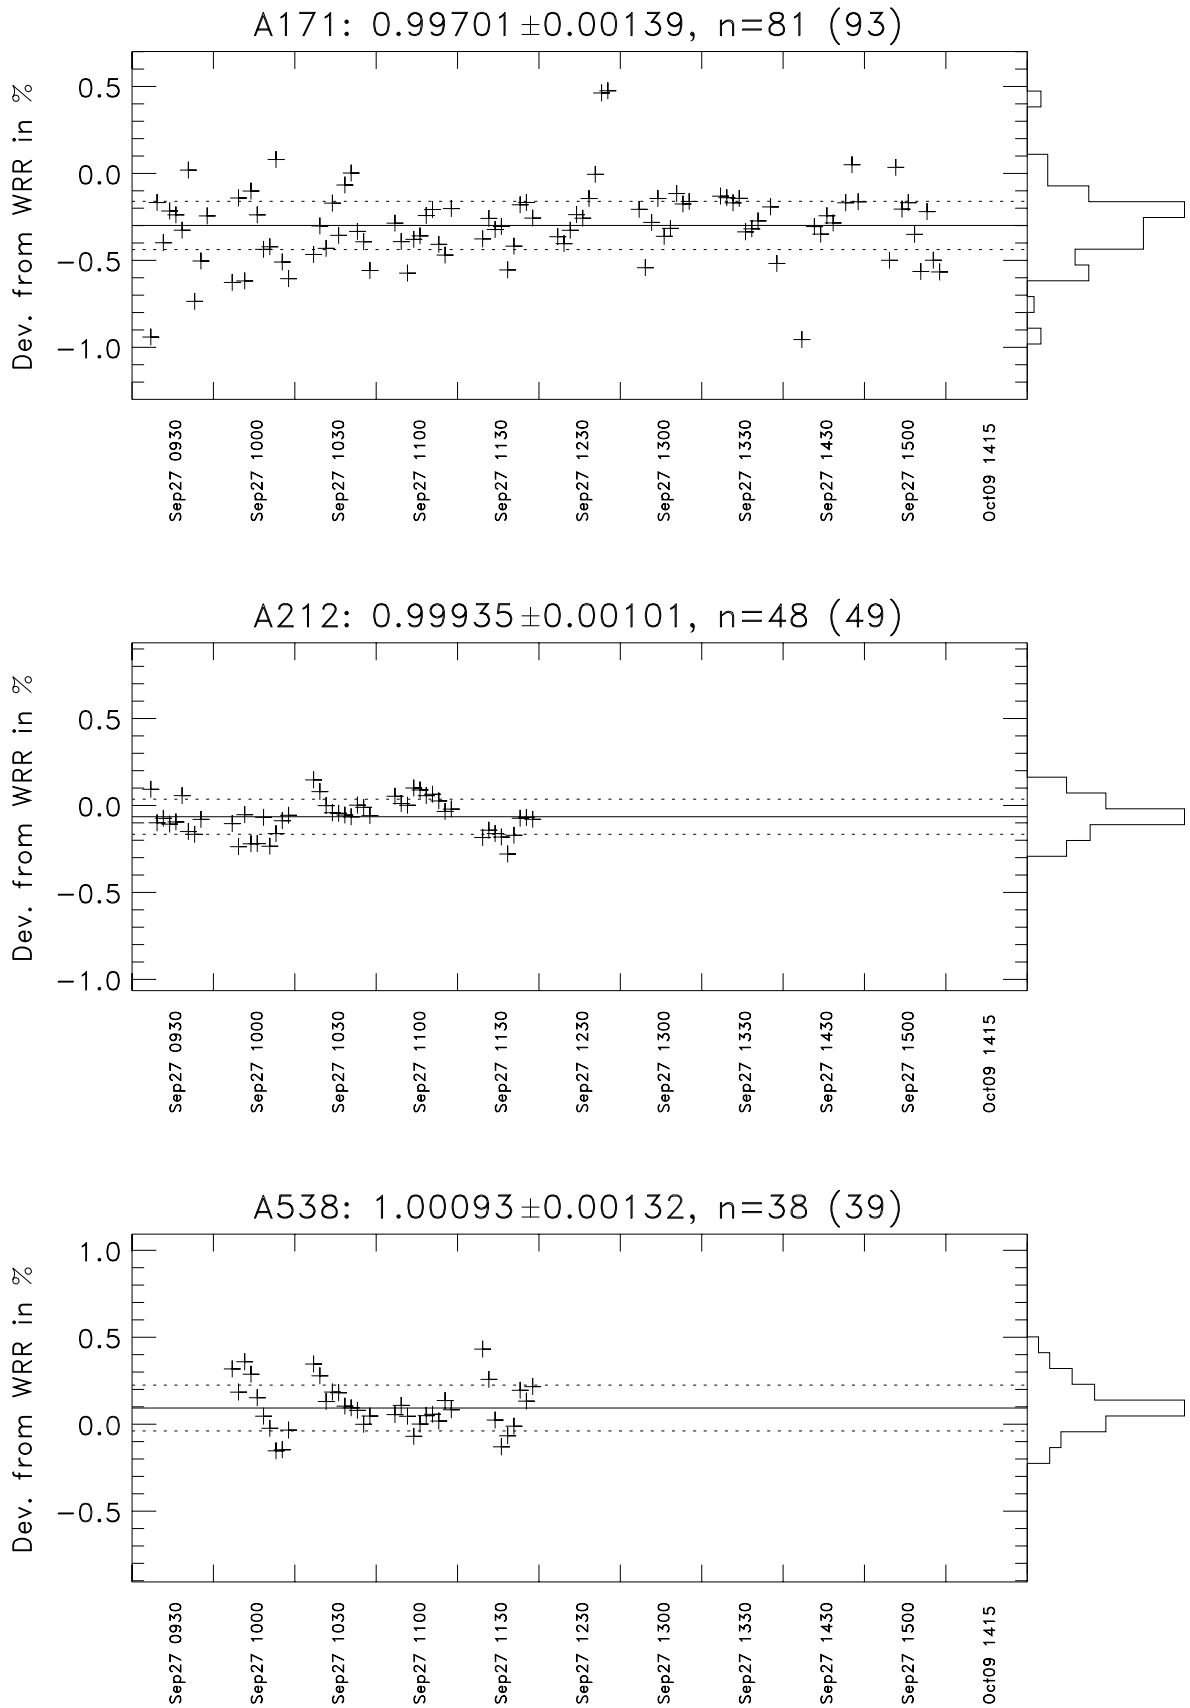 A171: 0.99701±0.00139, n=81 (93)
Dev. from WRR in %
0.5
0.0
−0.5
−1.0
Sep27 0930
Sep27 1000
Sep27 1030
Sep27 1100
Sep27 1130
Sep27 1230
Sep27 1300
Sep27 1330
Sep27 1430
Sep27 1500
Oct09 1415
A212: 0.99935±0.00101, n=48 (49)
Dev. from WRR in %
0.5
0.0
−0.5
−1.0
Sep27 0930
Sep27 1000
Sep27 1030
Sep27 1100
Sep27 1130
Sep27 1230
Sep27 1300
Sep27 1330
Sep27 1430
Sep27 1500
Oct09 1415
A538: 1.00093±0.00132, n=38 (39)
Dev. from WRR in %
1.0
0.5
0.0
−0.5
Sep27 0930
Sep27 1000
Sep27 1030
Sep27 1100
Sep27 1130
Sep27 1230
Sep27 1300
Sep27 1330
Sep27 1430
Sep27 1500
Oct09 1415